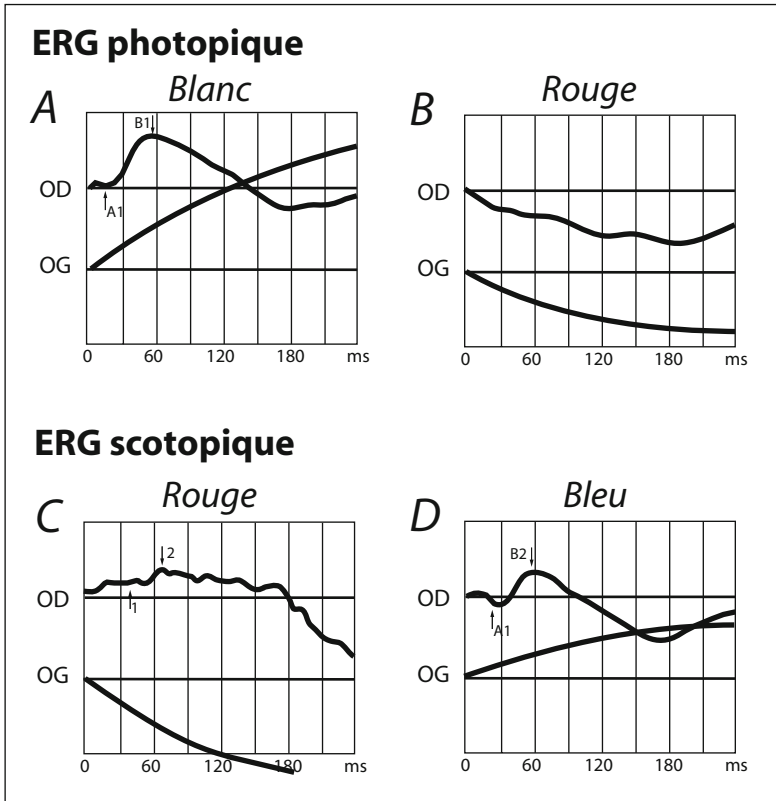 ERG photopique
A Blanc
B1
OD
A1
OG
0 60 120 180 ms
B Rouge
OD
OG
0 60 120 180 ms
ERG scotopique
C Rouge
2
OD
1
OG
0 60 120 180 ms
D Bleu
B2
OD
A1
OG
0 60 120 180 ms